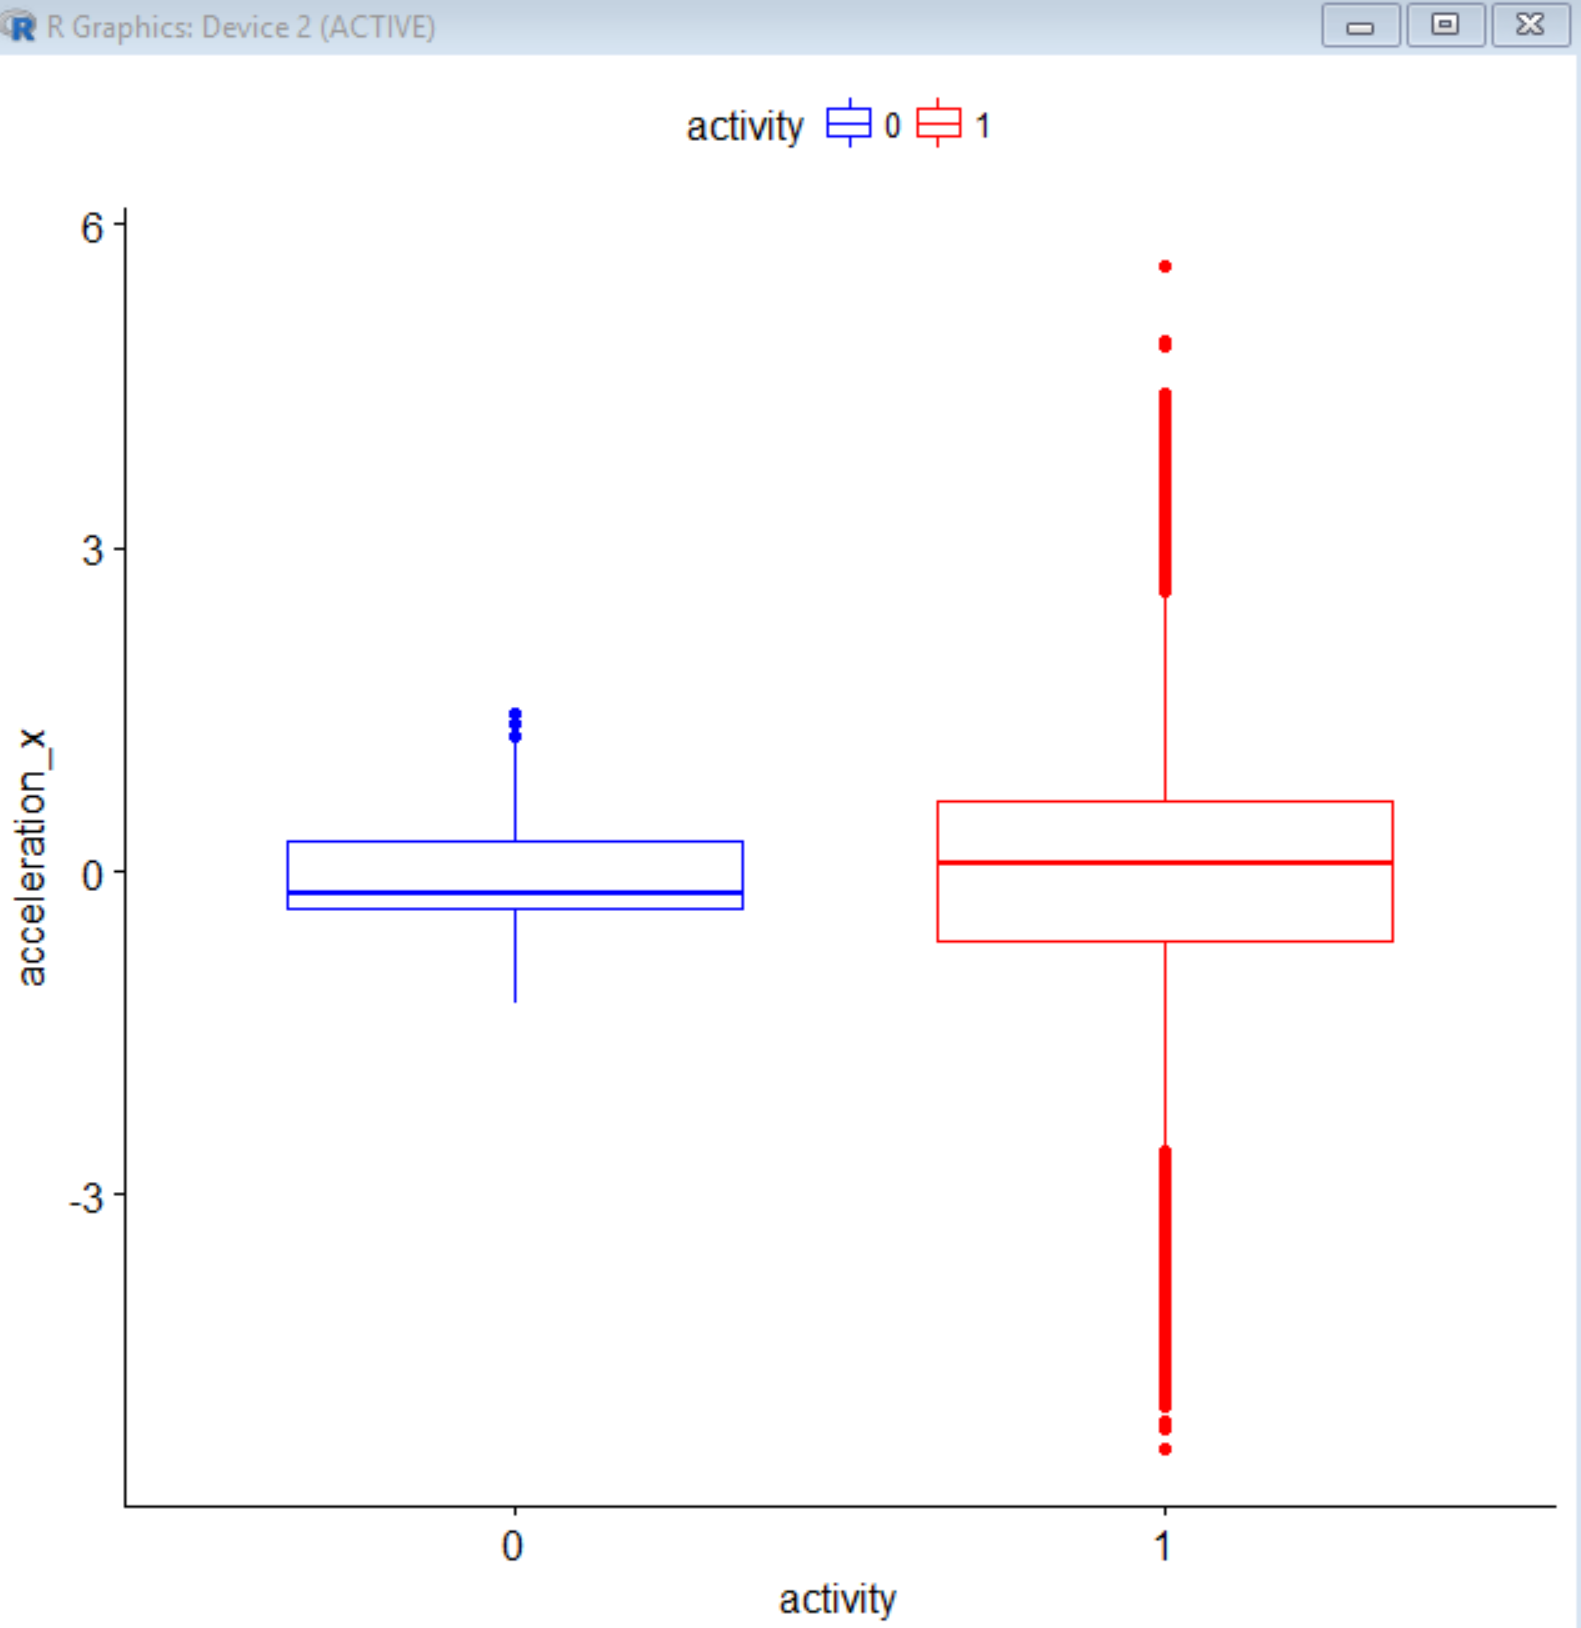 R Graphics: Device 2 (ACTIVE)
activity 0 1
6
3
0
-3
acceleration_x
0 1
activity